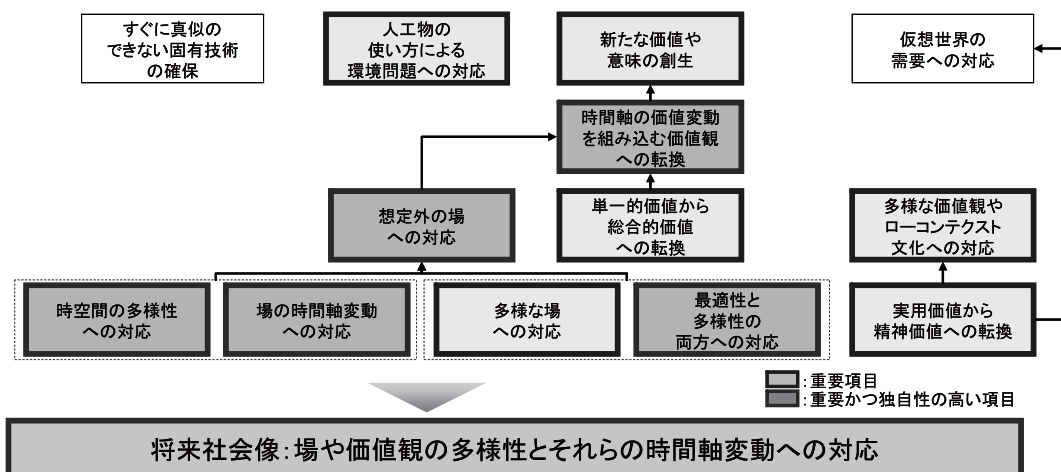 すぐに真似の
できない固有技術
の確保
人工物の
使い方による
環境問題への対応
新たな価値や
意味の創生
仮想世界の
需要への対応
時間軸の価値変動
を組み込む価値観
への転換
想定外の場
への対応
単一的価値から
総合的価値
への転換
多様な価値観や
ローコンテクスト
文化への対応
時空間の多様性
への対応
場の時間軸変動
への対応
多様な場
への対応
最適性と
多様性の
両方への対応
実用価値から
精神価値への転換
:重要項目
:重要かつ独自性の高い項目
将来社会像:場や価値観の多様性とそれらの時間軸変動への対応